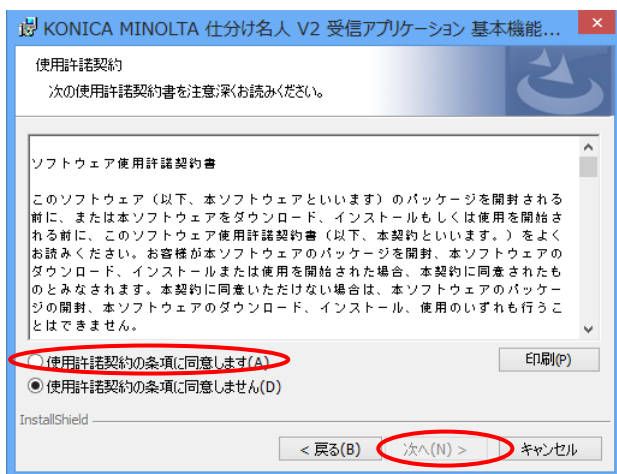 KONICA MINOLTA 仕分け名人 V2 受信アプリケーション 基本機能...
使用許諾契約
次の使用許諾契約書を注意深くお読みください。
ソフトウェア使用許諾契約書
このソフトウェア（以下、本ソフトウェアといいます）のパッケージを開封される
前に、または本ソフトウェアをダウンロード、インストールもしくは使用を開始さ
れる前に、このソフトウェア使用許諾契約書（以下、本契約といいます。）をよく
お読みください。お客様が本ソフトウェアのパッケージを開封、本ソフトウェアの
ダウンロード、インストールまたは使用を開始された場合、本契約に同意されたも
のとみなされます。本契約に同意いただけない場合は、本ソフトウェアのパッケー
ジの開封、本ソフトウェアのダウンロード、インストール、使用のいずれも行うこ
とはできません。
使用許諾契約の条項に同意します(A)
印刷(P)
使用許諾契約の条項に同意しません(D)
InstallShield
< 戻る(B)
次へ(N) >
キャンセル